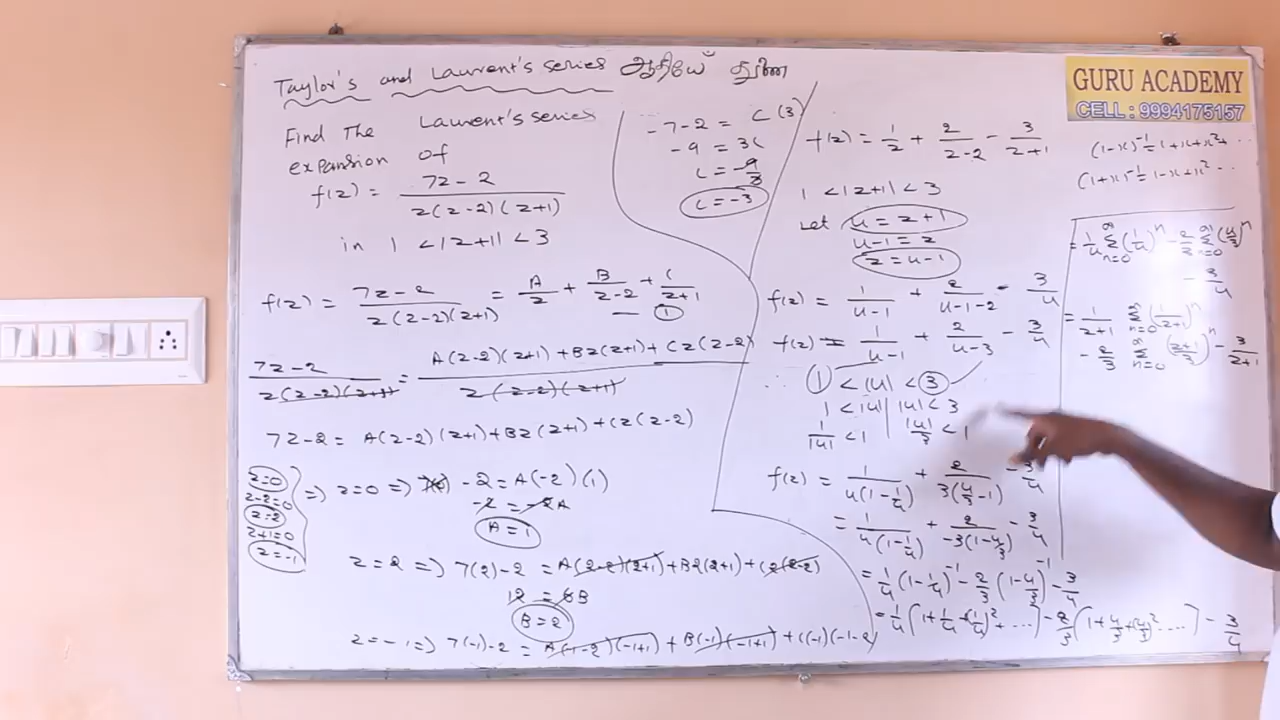 Taylor's and Laurent's series ஆரியே துணை
Find The Laurent's series
expansion of
f(z) = 7z-2 / z(z-2)(z+1)
in 1 < |z+1| < 3
f(z) = 7z-2 / z(z-2)(z+1) = A/z + B/z-2 + C/z+1 — ①
7z-2 / z(z-2)(z+1) = A(z-2)(z+1) + Bz(z+1) + Cz(z-2) / z(z-2)(z+1)
7z-2 = A(z-2)(z+1) + Bz(z+1) + Cz(z-2)
z=0
z-2=0
z=2
z+1=0
z=-1
=) z=0 =) -2 = A(-2)(1)
-2 = -2A
A=1
z=2 =) 7(2)-2 = A(2-2)(2+1) + B2(2+1) + C2(2-2)
12 = 6B
B=2
z=-1 =) 7(-1)-2 = A(-1-2)(-1+1) + B(-1)(-1+1) + C(-1)(-1-2)
-7-2 = C(3)
-9 = 3C
C = -9/3
C=-3
f(z) = 1/z + 2/z-2 - 3/z+1
1 < |z+1| < 3
Let u = z+1
u-1 = z
z = u-1
f(z) = 1/u-1 + 2/u-1-2 - 3/u
f(z) = 1/u-1 + 2/u-3 - 3/u
∴ 1 < |u| < 3
1 < |u| | |u| < 3
1/|u| < 1 | |u|/3 < 1
f(z) = 1/u(1-1/u) + 2/3(u/3-1) - 3/u
= 1/u(1-1/u) + 2/-3(1-u/3) - 3/u
= 1/u (1-1/u)^-1 - 2/3 (1-u/3)^-1 - 3/u
= 1/u [1+1/u+(1/u)²+....] - 2/3 [1+u/3+(u/3)²....] - 3/u
GURU ACADEMY
CELL : 9994175157
(1-x)^-1 = 1+x+x²+..
(1+x)^-1 = 1-x+x²...
= 1/u ∞Σn=0 (1/u)^n - 2/3 ∞Σn=0 (u/3)^n
- 3/u
= 1/z+1 ∞Σn=0 (1/z+1)^n
- 2/3 ∞Σn=0 (z+1/3)^n - 3/z+1